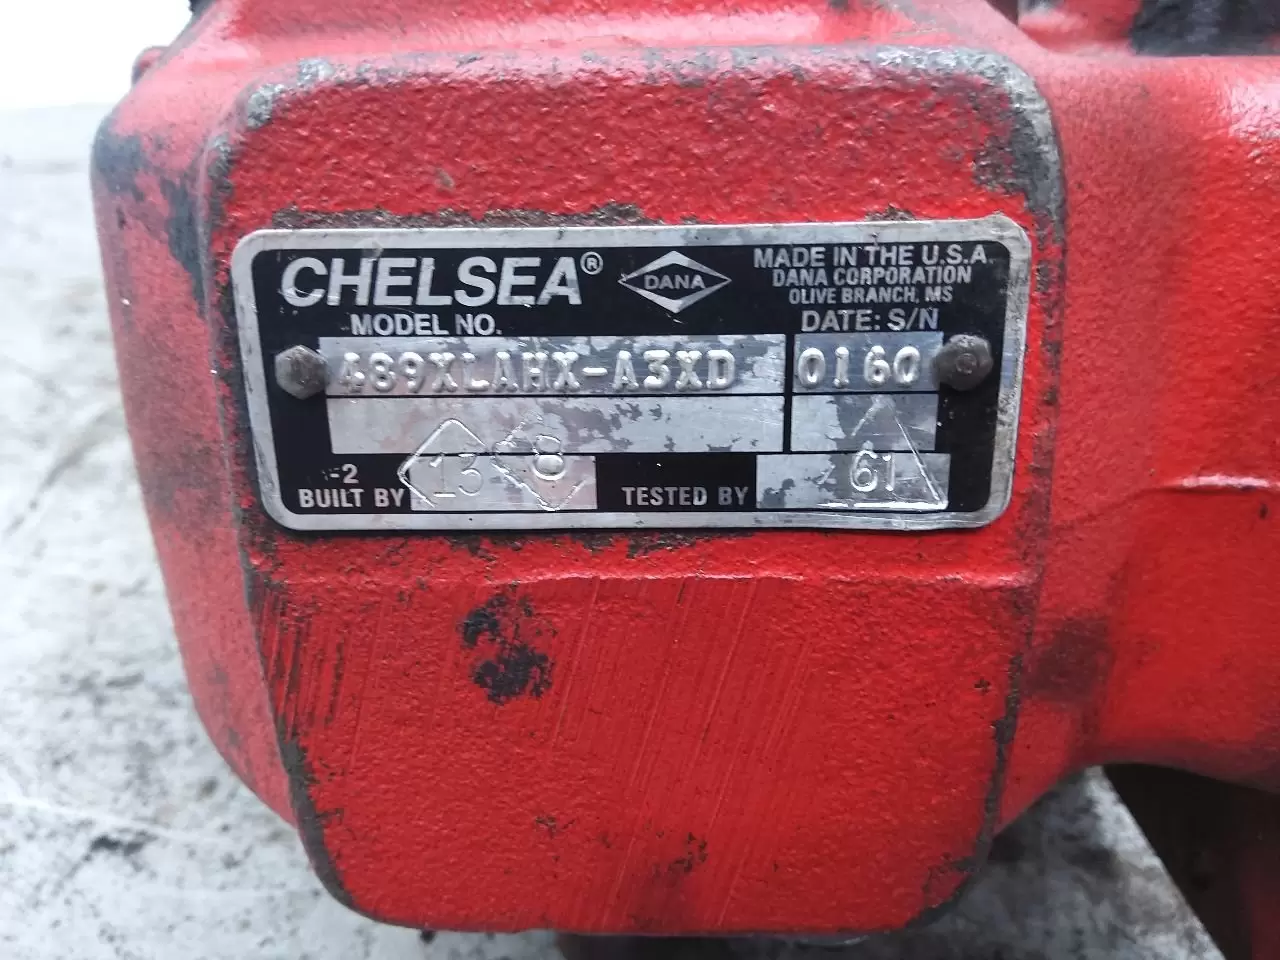 CHELSEA®
DANA
MADE IN THE U.S.A
DANA CORPORATION
OLIVE BRANCH, MS
MODEL NO.
DATE: S/N
489XLAHX-A3XD
0160
-2
BUILT BY
13
8
TESTED BY
61